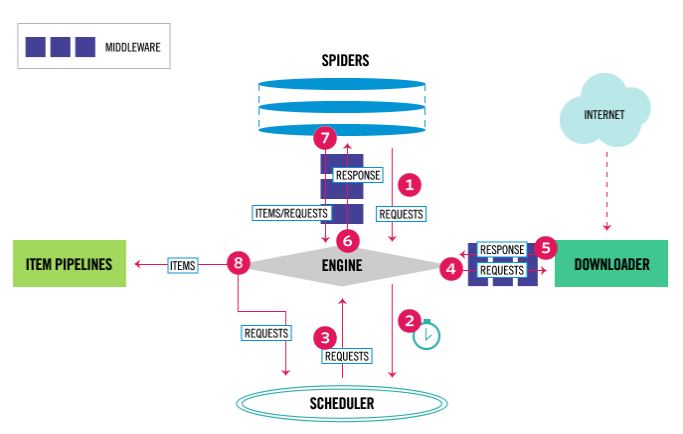 MIDDLEWARE
SPIDERS
INTERNET
7
RESPONSE
1
ITEMS/REQUESTS
REQUESTS
6
RESPONSE
5
ITEM PIPELINES
ITEMS
8
ENGINE
4
REQUESTS
DOWNLOADER
2
REQUESTS
3
REQUESTS
SCHEDULER